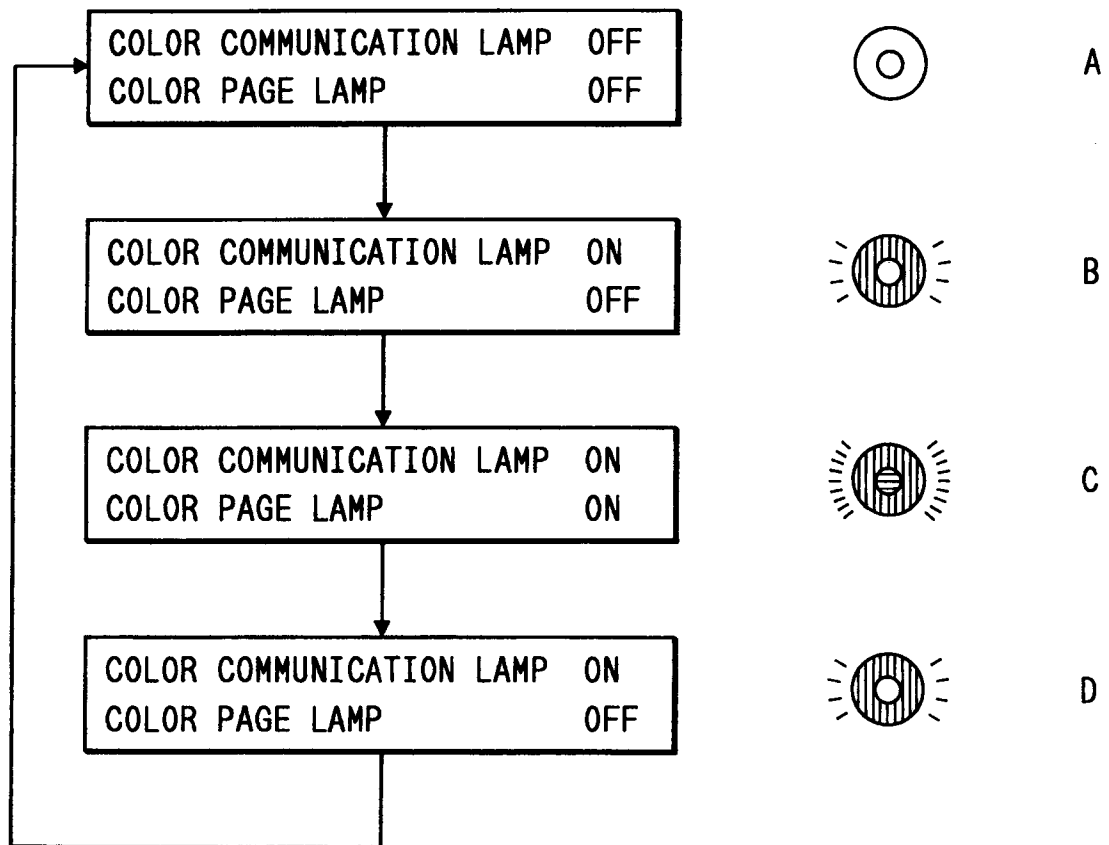 COLOR COMMUNICATION LAMP OFF
COLOR PAGE LAMP OFF
A
COLOR COMMUNICATION LAMP ON
COLOR PAGE LAMP OFF
B
COLOR COMMUNICATION LAMP ON
COLOR PAGE LAMP ON
C
COLOR COMMUNICATION LAMP ON
COLOR PAGE LAMP OFF
D